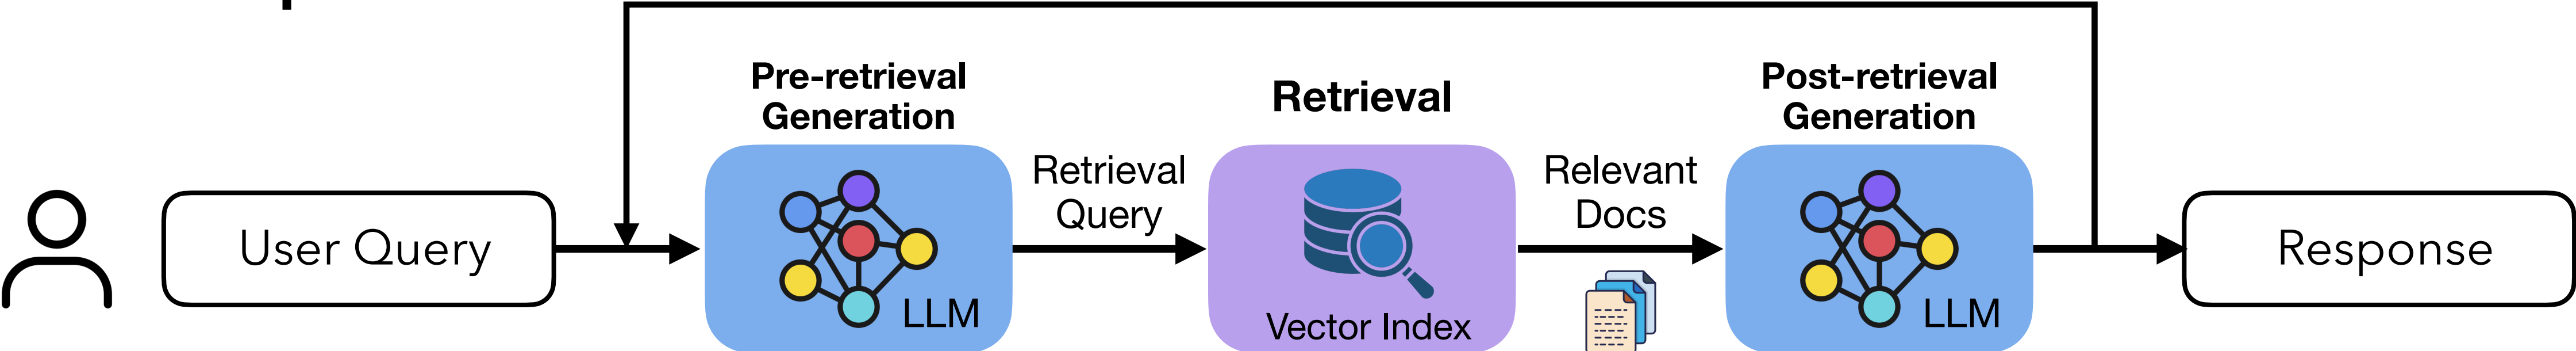 Pre-retrieval
Generation
Retrieval
Post-retrieval
Generation
User Query
LLM
Retrieval
Query
Vector Index
Relevant
Docs
LLM
Response